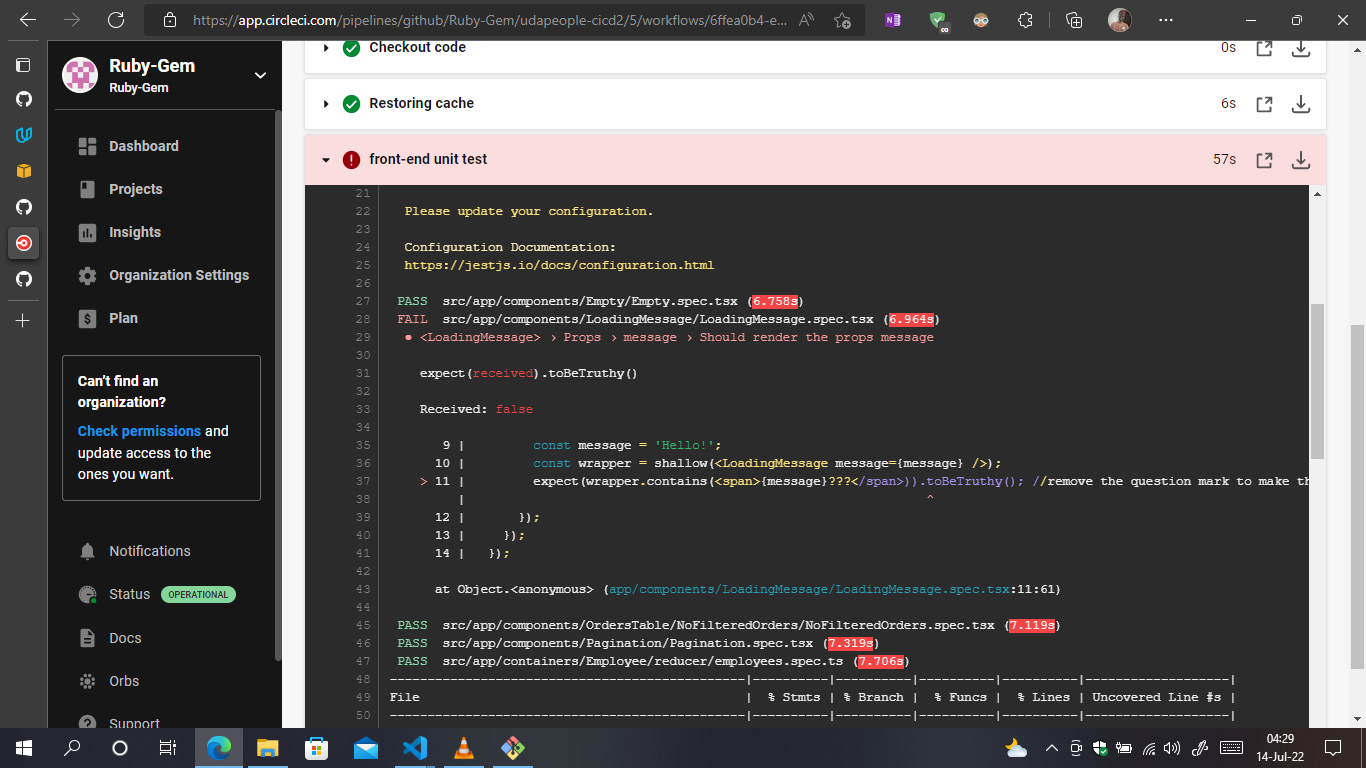 https://app.circleci.com/pipelines/github/Ruby-Gem/udapeople-cicd2/5/workflows/6ffea0b4-e...
Ruby-Gem
Ruby-Gem
Dashboard
Projects
Insights
Organization Settings
Plan
Can't find an
organization?
Check permissions and
update access to the
ones you want.
Notifications
Status OPERATIONAL
Docs
Orbs
Support
Checkout code 0s
Restoring cache 6s
front-end unit test 57s
21
22 Please update your configuration.
23
24 Configuration Documentation:
25 https://jestjs.io/docs/configuration.html
26
27 PASS src/app/components/Empty/Empty.spec.tsx (6.758s)
28 FAIL src/app/components/LoadingMessage/LoadingMessage.spec.tsx (6.964s)
29 ● <LoadingMessage> › Props › message › Should render the props message
30
31 expect(received).toBeTruthy()
32
33 Received: false
34
35 9 | const message = 'Hello!';
36 10 | const wrapper = shallow(<LoadingMessage message={message} />);
37 > 11 | expect(wrapper.contains(<span>{message}???</span>)).toBeTruthy(); //remove the question mark to make th
38 | ^
39 12 | });
40 13 | });
41 14 | });
42
43 at Object.<anonymous> (app/components/LoadingMessage/LoadingMessage.spec.tsx:11:61)
44
45 PASS src/app/components/OrdersTable/NoFilteredOrders/NoFilteredOrders.spec.tsx (7.119s)
46 PASS src/app/components/Pagination/Pagination.spec.tsx (7.319s)
47 PASS src/app/containers/Employee/reducer/employees.spec.ts (7.706s)
48 -----------------------------------------------|----------|----------|----------|----------|-------------------|
49 File | % Stmts | % Branch | % Funcs | % Lines | Uncovered Line #s |
50 -----------------------------------------------|----------|----------|----------|----------|-------------------|
04:29
14-Jul-22